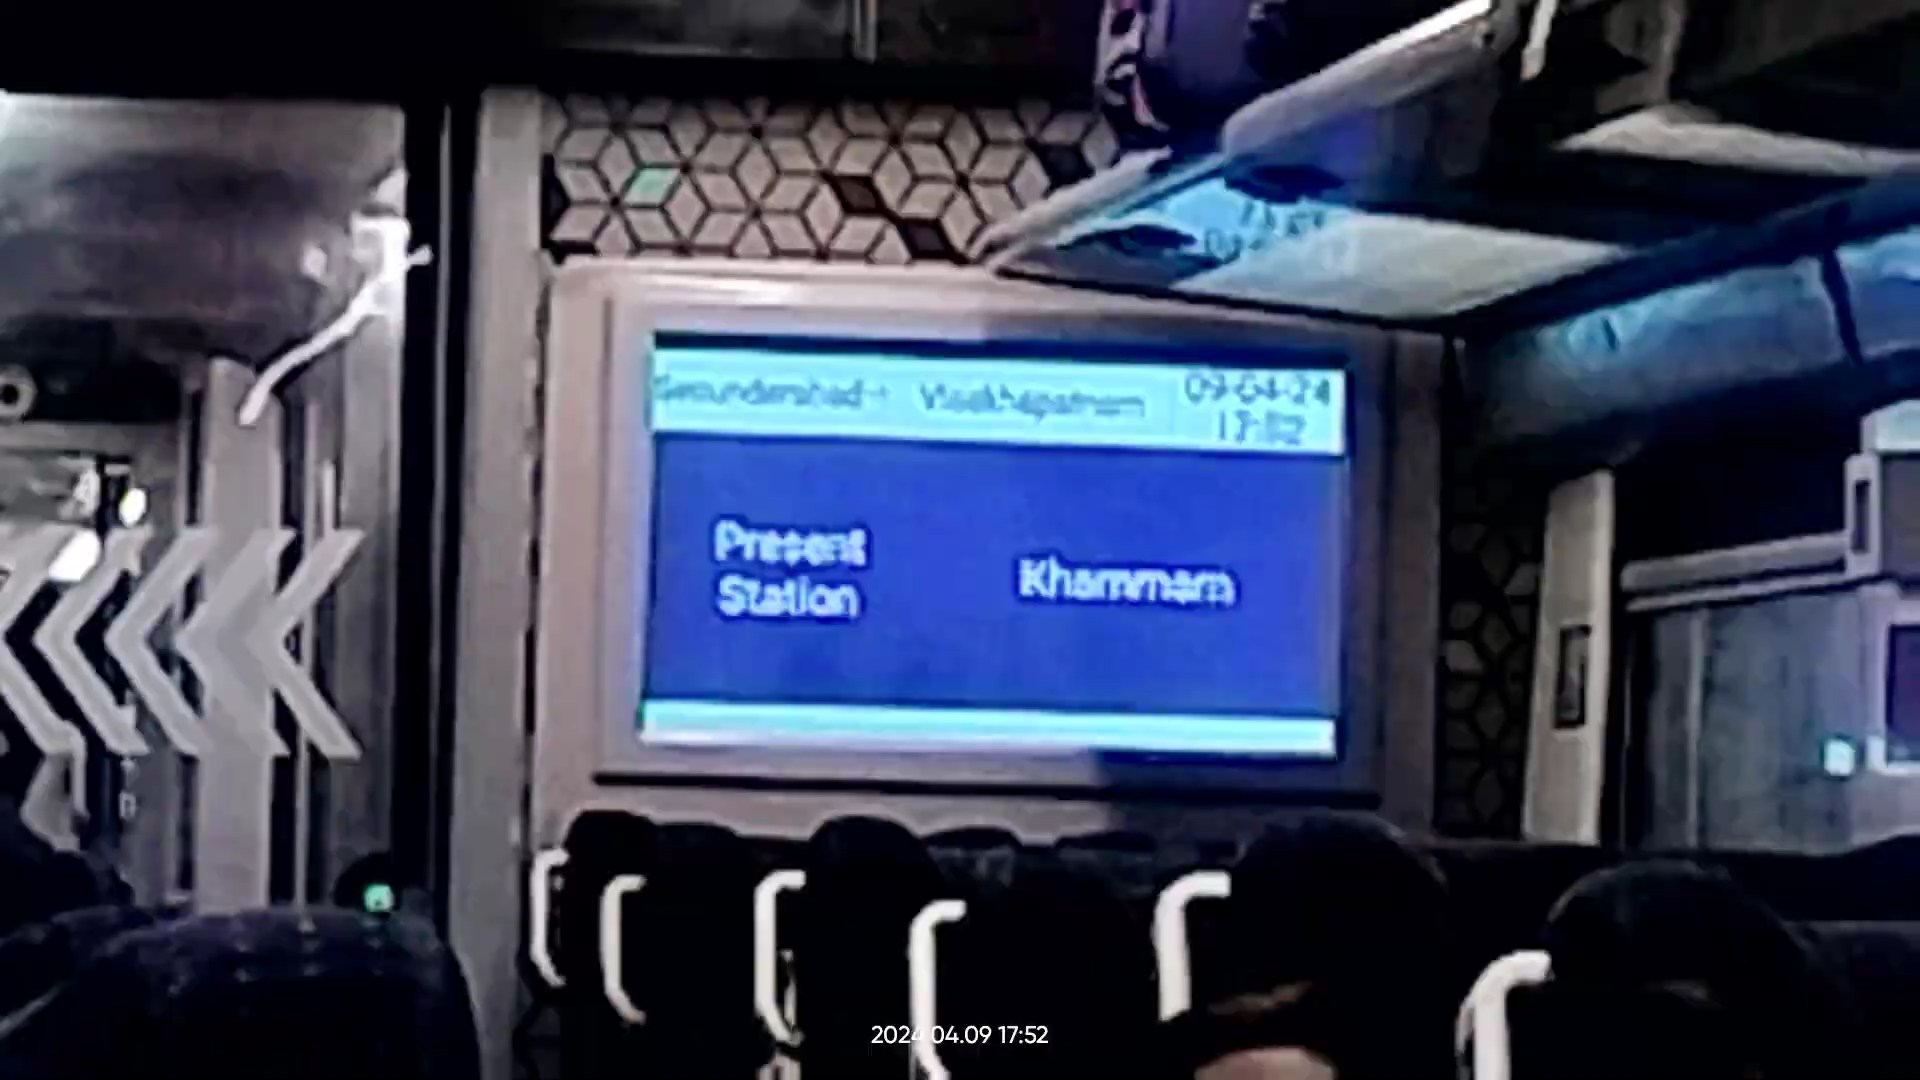 Secunderabad - Visakhapatnam
09-04-24
17:52
Present
Station
Khammam
2024.04.09 17:52